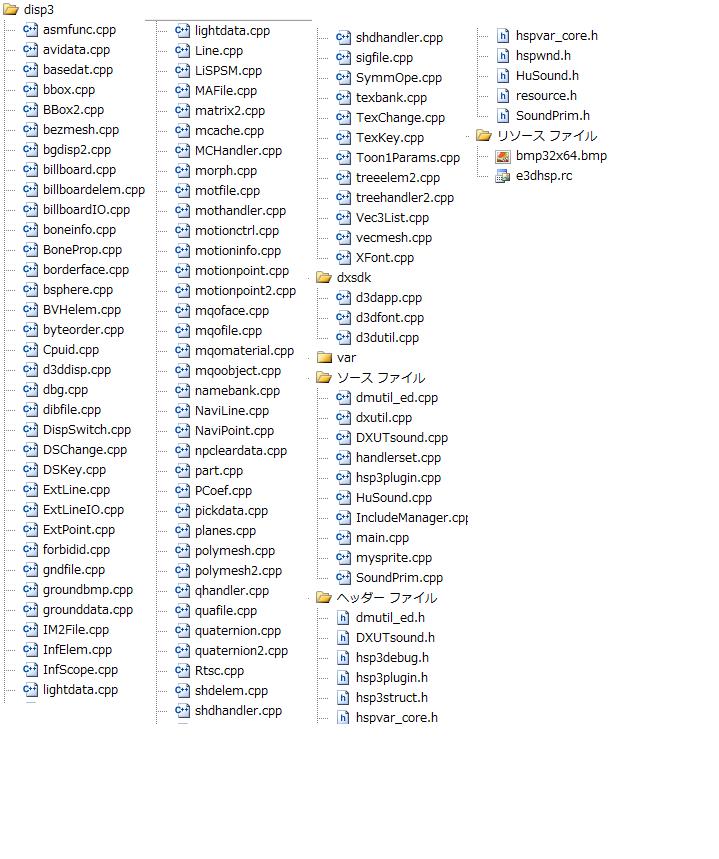 disp3
asmfunc.cpp
avidata.cpp
basedat.cpp
bbox.cpp
BBox2.cpp
bezmesh.cpp
bgdisp2.cpp
billboard.cpp
billboardelem.cpp
billboardIO.cpp
boneinfo.cpp
BoneProp.cpp
borderface.cpp
bsphere.cpp
BVHelem.cpp
byteorder.cpp
Cpuid.cpp
d3ddisp.cpp
dbg.cpp
dibfile.cpp
DispSwitch.cpp
DSChange.cpp
DSKey.cpp
ExtLine.cpp
ExtLineIO.cpp
ExtPoint.cpp
forbidid.cpp
gndfile.cpp
groundbmp.cpp
grounddata.cpp
IM2File.cpp
InfElem.cpp
InfScope.cpp
lightdata.cpp
lightdata.cpp
Line.cpp
LiSPSM.cpp
MAFile.cpp
matrix2.cpp
mcache.cpp
MCHandler.cpp
morph.cpp
motfile.cpp
mothandler.cpp
motionctrl.cpp
motioninfo.cpp
motionpoint.cpp
motionpoint2.cpp
mqoface.cpp
mqofile.cpp
mqomaterial.cpp
mqoobject.cpp
namebank.cpp
NaviLine.cpp
NaviPoint.cpp
npcleardata.cpp
part.cpp
PCoef.cpp
pickdata.cpp
planes.cpp
polymesh.cpp
polymesh2.cpp
qhandler.cpp
quafile.cpp
quaternion.cpp
quaternion2.cpp
Rtsc.cpp
shdelem.cpp
shdhandler.cpp
shdhandler.cpp
sigfile.cpp
SymmOpe.cpp
texbank.cpp
TexChange.cpp
TexKey.cpp
Toon1Params.cpp
treeelem2.cpp
treehandler2.cpp
Vec3List.cpp
vecmesh.cpp
XFont.cpp
dxsdk
d3dapp.cpp
d3dfont.cpp
d3dutil.cpp
var
ソース ファイル
dmutil_ed.cpp
dxutil.cpp
DXUTsound.cpp
handlerset.cpp
hsp3plugin.cpp
HuSound.cpp
IncludeManager.cpp
main.cpp
mysprite.cpp
SoundPrim.cpp
ヘッダー ファイル
dmutil_ed.h
DXUTsound.h
hsp3debug.h
hsp3plugin.h
hsp3struct.h
hspvar_core.h
hspvar_core.h
hspwnd.h
HuSound.h
resource.h
SoundPrim.h
リソース ファイル
bmp32x64.bmp
e3dhsp.rc